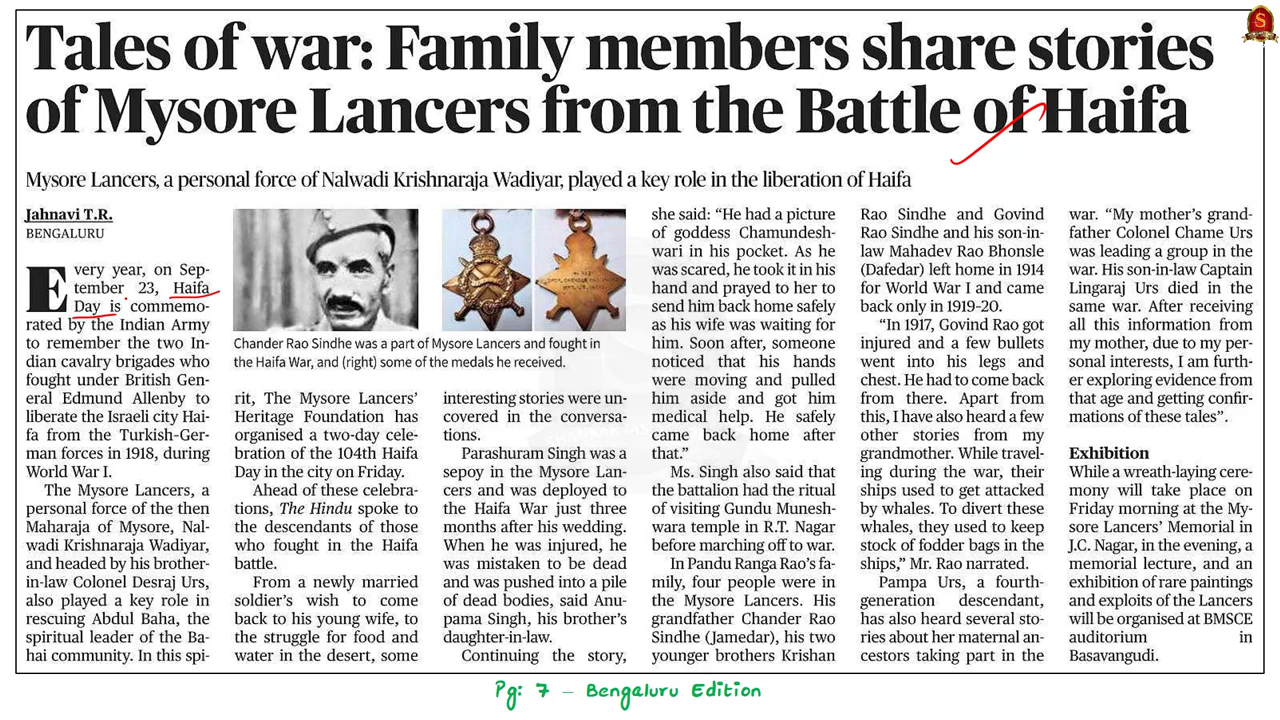 Tales of war: Family members share stories
of Mysore Lancers from the Battle of Haifa
Mysore Lancers, a personal force of Nalwadi Krishnaraja Wadiyar, played a key role in the liberation of Haifa
Jahnavi T.R.
BENGALURU
Every year, on Sep-
tember 23, Haifa
Day is commemo-
rated by the Indian Army
to remember the two In-
dian cavalry brigades who
fought under British Gen-
eral Edmund Allenby to
liberate the Israeli city Hai-
fa from the Turkish-Ger-
man forces in 1918, during
World War I.
The Mysore Lancers, a
personal force of the then
Maharaja of Mysore, Nal-
wadi Krishnaraja Wadiyar,
and headed by his brother-
in-law Colonel Desraj Urs,
also played a key role in
rescuing Abdul Baha, the
spiritual leader of the Ba-
hai community. In this spi-
Chander Rao Sindhe was a part of Mysore Lancers and fought in
the Haifa War, and (right) some of the medals he received.
rit, The Mysore Lancers'
Heritage Foundation has
organised a two-day cele-
bration of the 104th Haifa
Day in the city on Friday.
Ahead of these celebra-
tions, The Hindu spoke to
the descendants of those
who fought in the Haifa
battle.
From a newly married
soldier's wish to come
back to his young wife, to
the struggle for food and
water in the desert, some
interesting stories were un-
covered in the conversa-
tions.
Parashuram Singh was a
sepoy in the Mysore Lan-
cers and was deployed to
the Haifa War just three
months after his wedding.
When he was injured, he
was mistaken to be dead
and was pushed into a pile
of dead bodies, said Anu-
pama Singh, his brother's
daughter-in-law.
Continuing the story,
she said: "He had a picture
of goddess Chamundesh-
wari in his pocket. As he
was scared, he took it in his
hand and prayed to her to
send him back home safely
as his wife was waiting for
him. Soon after, someone
noticed that his hands
were moving and pulled
him aside and got him
medical help. He safely
came back home after
that."
Ms. Singh also said that
the battalion had the ritual
of visiting Gundu Munesh-
wara temple in R.T. Nagar
before marching off to war.
In Pandu Ranga Rao's fa-
mily, four people were in
the Mysore Lancers. His
grandfather Chander Rao
Sindhe (Jamedar), his two
younger brothers Krishan
Rao Sindhe and Govind
Rao Sindhe and his son-in-
law Mahadev Rao Bhonsle
(Dafedar) left home in 1914
for World War I and came
back only in 1919-20.
"In 1917, Govind Rao got
injured and a few bullets
went into his legs and
chest. He had to come back
from there. Apart from
this, I have also heard a few
other stories from my
grandmother. While travel-
ing during the war, their
ships used to get attacked
by whales. To divert these
whales, they used to keep
stock of fodder bags in the
ships," Mr. Rao narrated.
Pampa Urs, a fourth-
generation descendant,
has also heard several sto-
ries about her maternal an-
cestors taking part in the
war. "My mother's grand-
father Colonel Chame Urs
was leading a group in the
war. His son-in-law Captain
Lingaraj Urs died in the
same war. After receiving
all this information from
my mother, due to my per-
sonal interests, I am furth-
er exploring evidence from
that age and getting confir-
mations of these tales".
Exhibition
While a wreath-laying cere-
mony will take place on
Friday morning at the My-
sore Lancers' Memorial in
J.C. Nagar, in the evening, a
memorial lecture, and an
exhibition of rare paintings
and exploits of the Lancers
will be organised at BMSCE
auditorium in
Basavangudi.
Pg: 7 – Bengaluru Edition